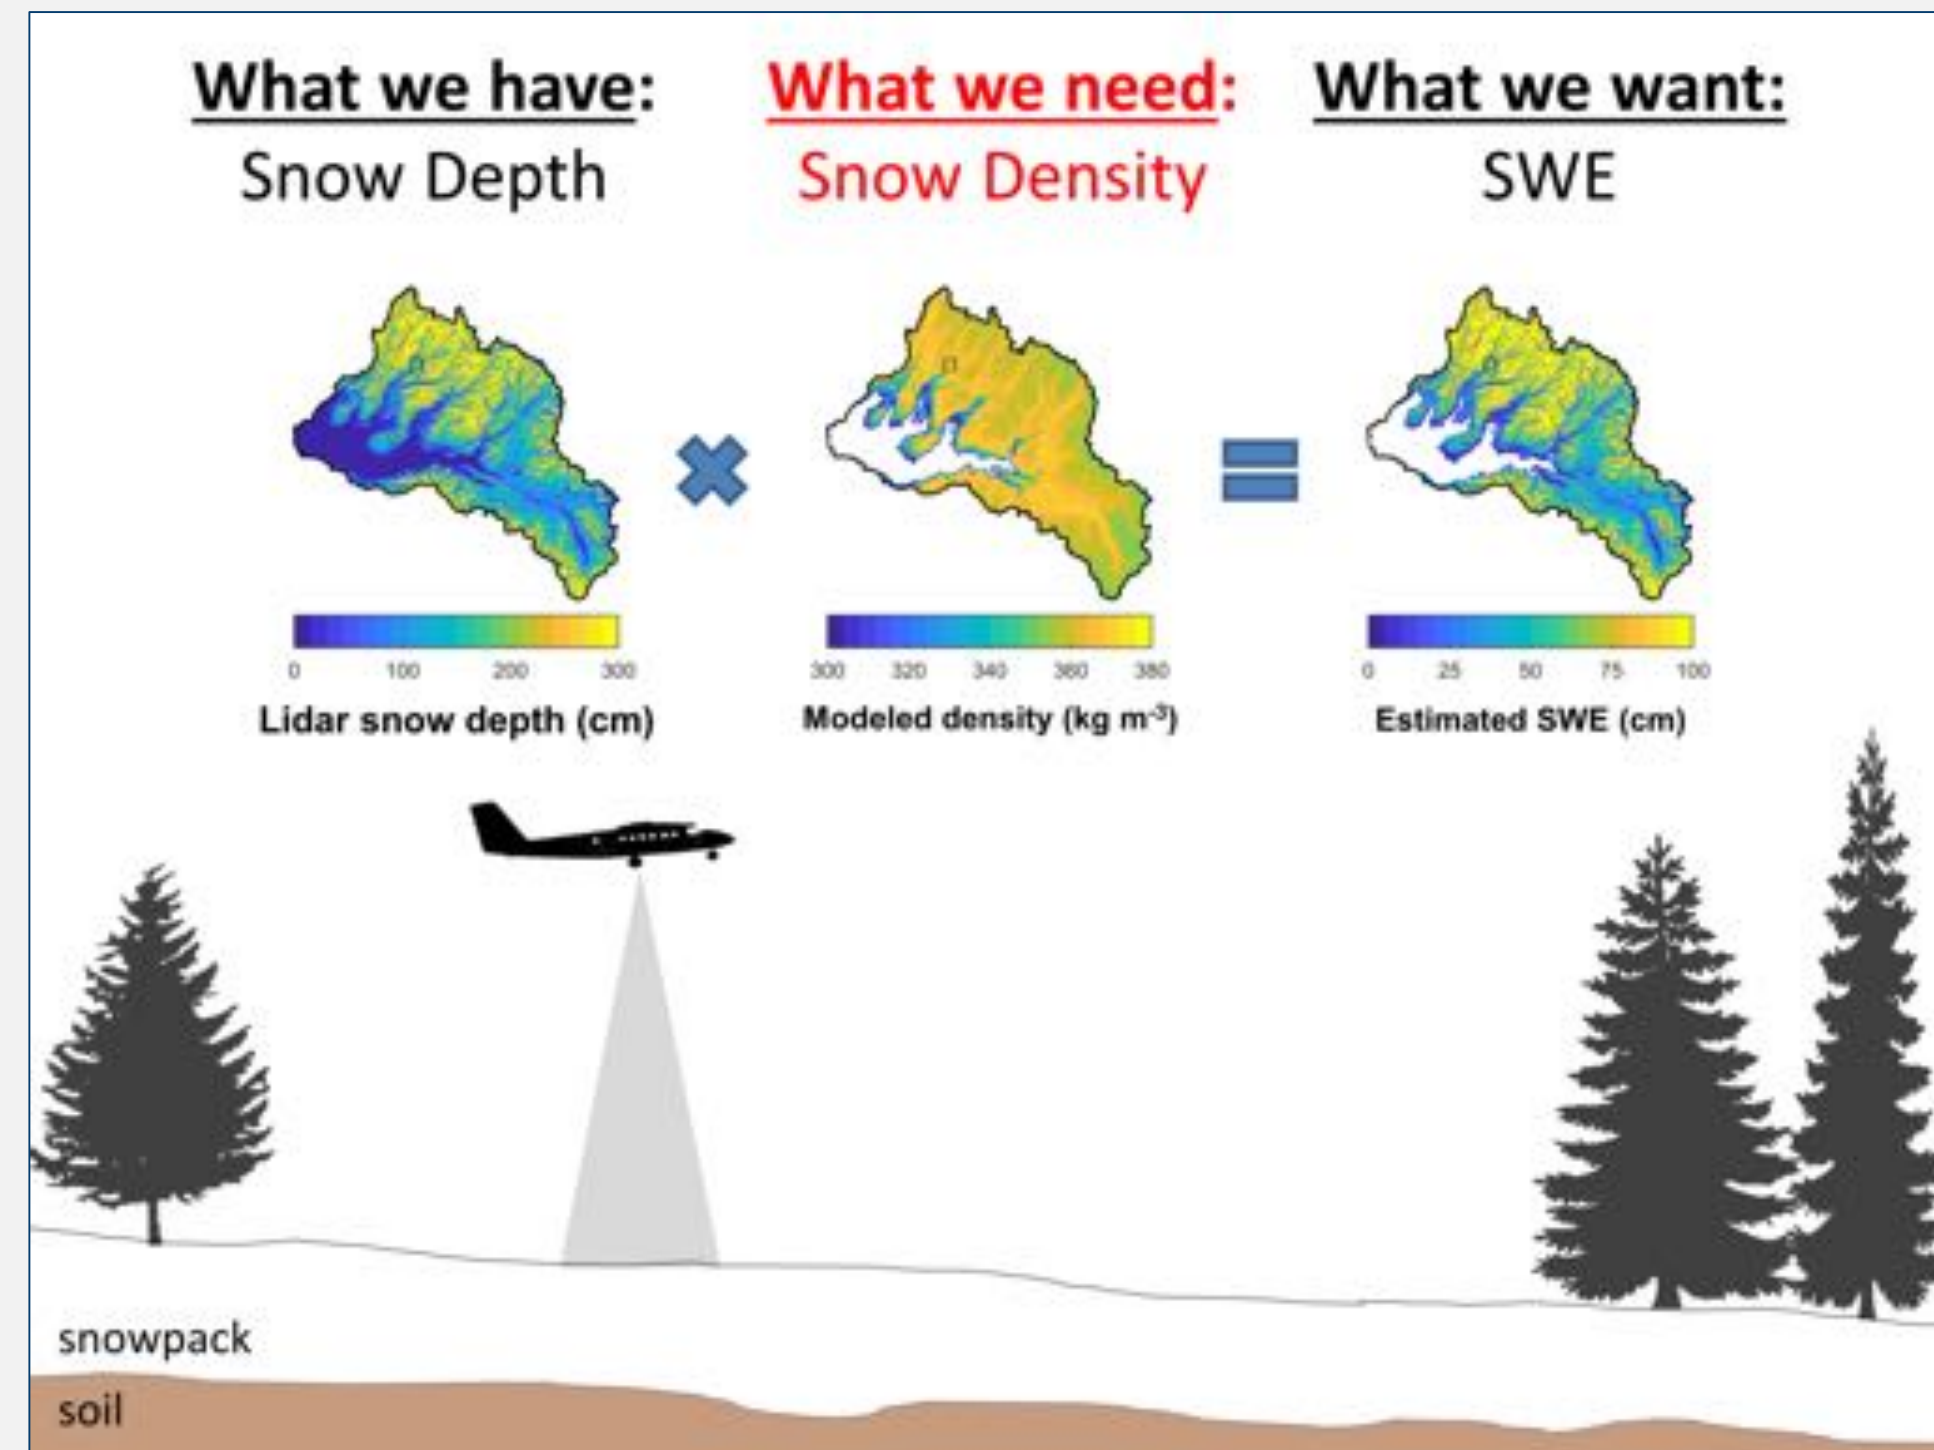 What we have:
Snow Depth
What we need:
Snow Density
What we want:
SWE
0 100 200 300
Lidar snow depth (cm)
300 320 340 360 380
Modeled density (kg m⁻³)
0 25 50 75 100
Estimated SWE (cm)
snowpack
soil